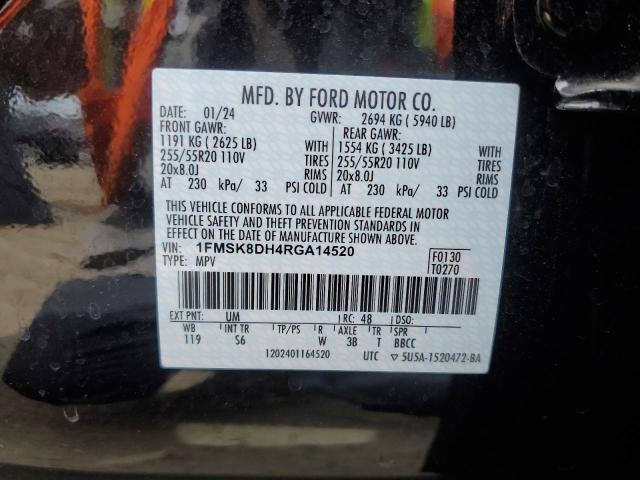 MFD. BY FORD MOTOR CO.
DATE: 01/24 GVWR: 2694 KG ( 5940 LB)
FRONT GAWR: REAR GAWR:
1191 KG ( 2625 LB) WITH 1554 KG ( 3425 LB) WITH
255/55R20 110V TIRES 255/55R20 110V TIRES
20x8.0J RIMS 20x8.0J RIMS
AT 230 kPa/ 33 PSI COLD AT 230 kPa/ 33 PSI COLD
THIS VEHICLE CONFORMS TO ALL APPLICABLE FEDERAL MOTOR
VEHICLE SAFETY AND THEFT PREVENTION STANDARDS IN
EFFECT ON THE DATE OF MANUFACTURE SHOWN ABOVE.
VIN: 1FMSK8DH4RGA14520 F0130
TYPE: MPV T0270
EXT PNT: UM RC: 48 DSO:
WB INT TR TP/PS R AXLE TR SPR
119 S6 W 3B T BBCC
1202401164520 UTC ▽ 5U5A-1520472-BA